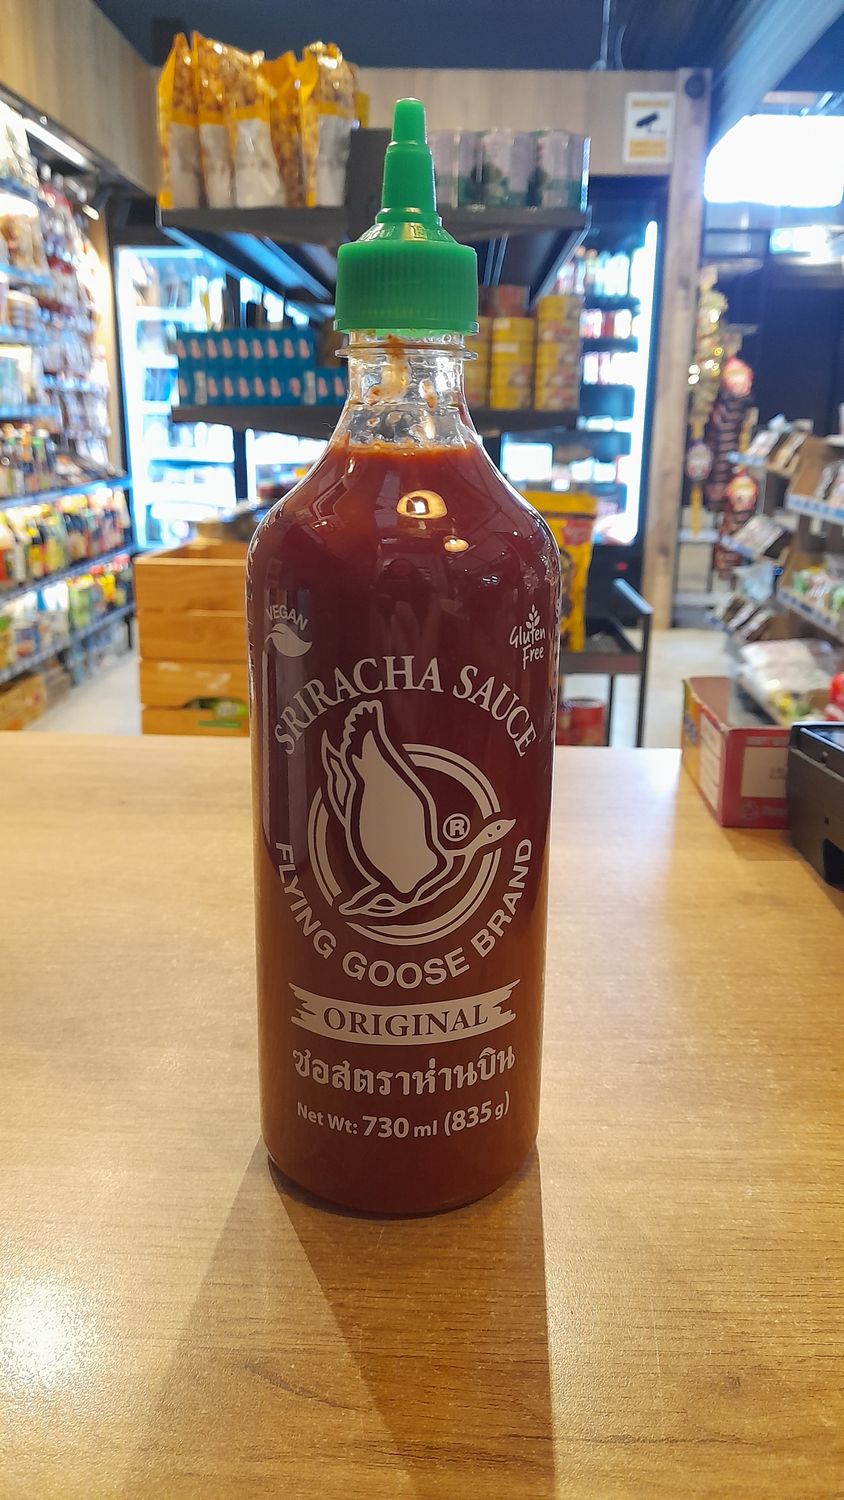 VEGAN
Gluten
Free
SRIRACHA SAUCE
®
FLYING GOOSE BRAND
ORIGINAL
ซอสตราห่านบิน
Net Wt: 730 ml (835 g)